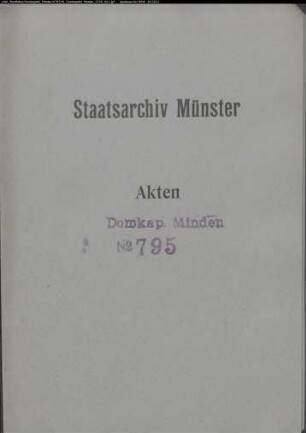 Staatsarchiv Münster
Akten
Domkap. Minden
No 795